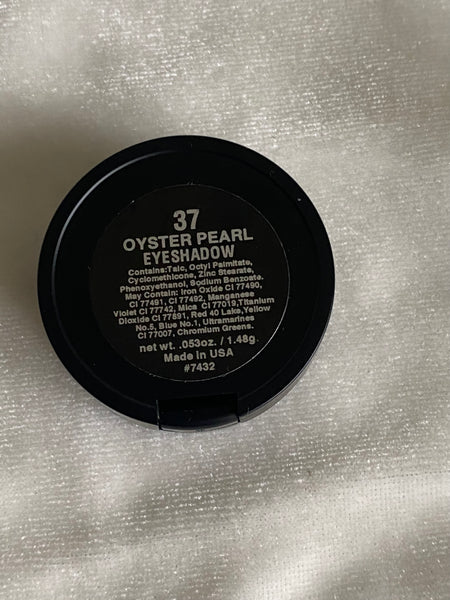 37
OYSTER PEARL
EYESHADOW
Contains:Talc, Octyl Palmitate,
Cyclomethicone, Zinc Stearate,
Phenoxyethanol, Sodium Benzoate.
May Contain: Iron Oxide CI 77490,
CI 77491, CI 77492, Manganese
Violet CI 77742, Mica CI 77019,Titanium
Dioxide CI 77891, Red 40 Lake,Yellow
No.5, Blue No.1, Ultramarines
CI 77007, Chromium Greens.
net wt. .053oz. / 1.48g.
Made in USA
#7432